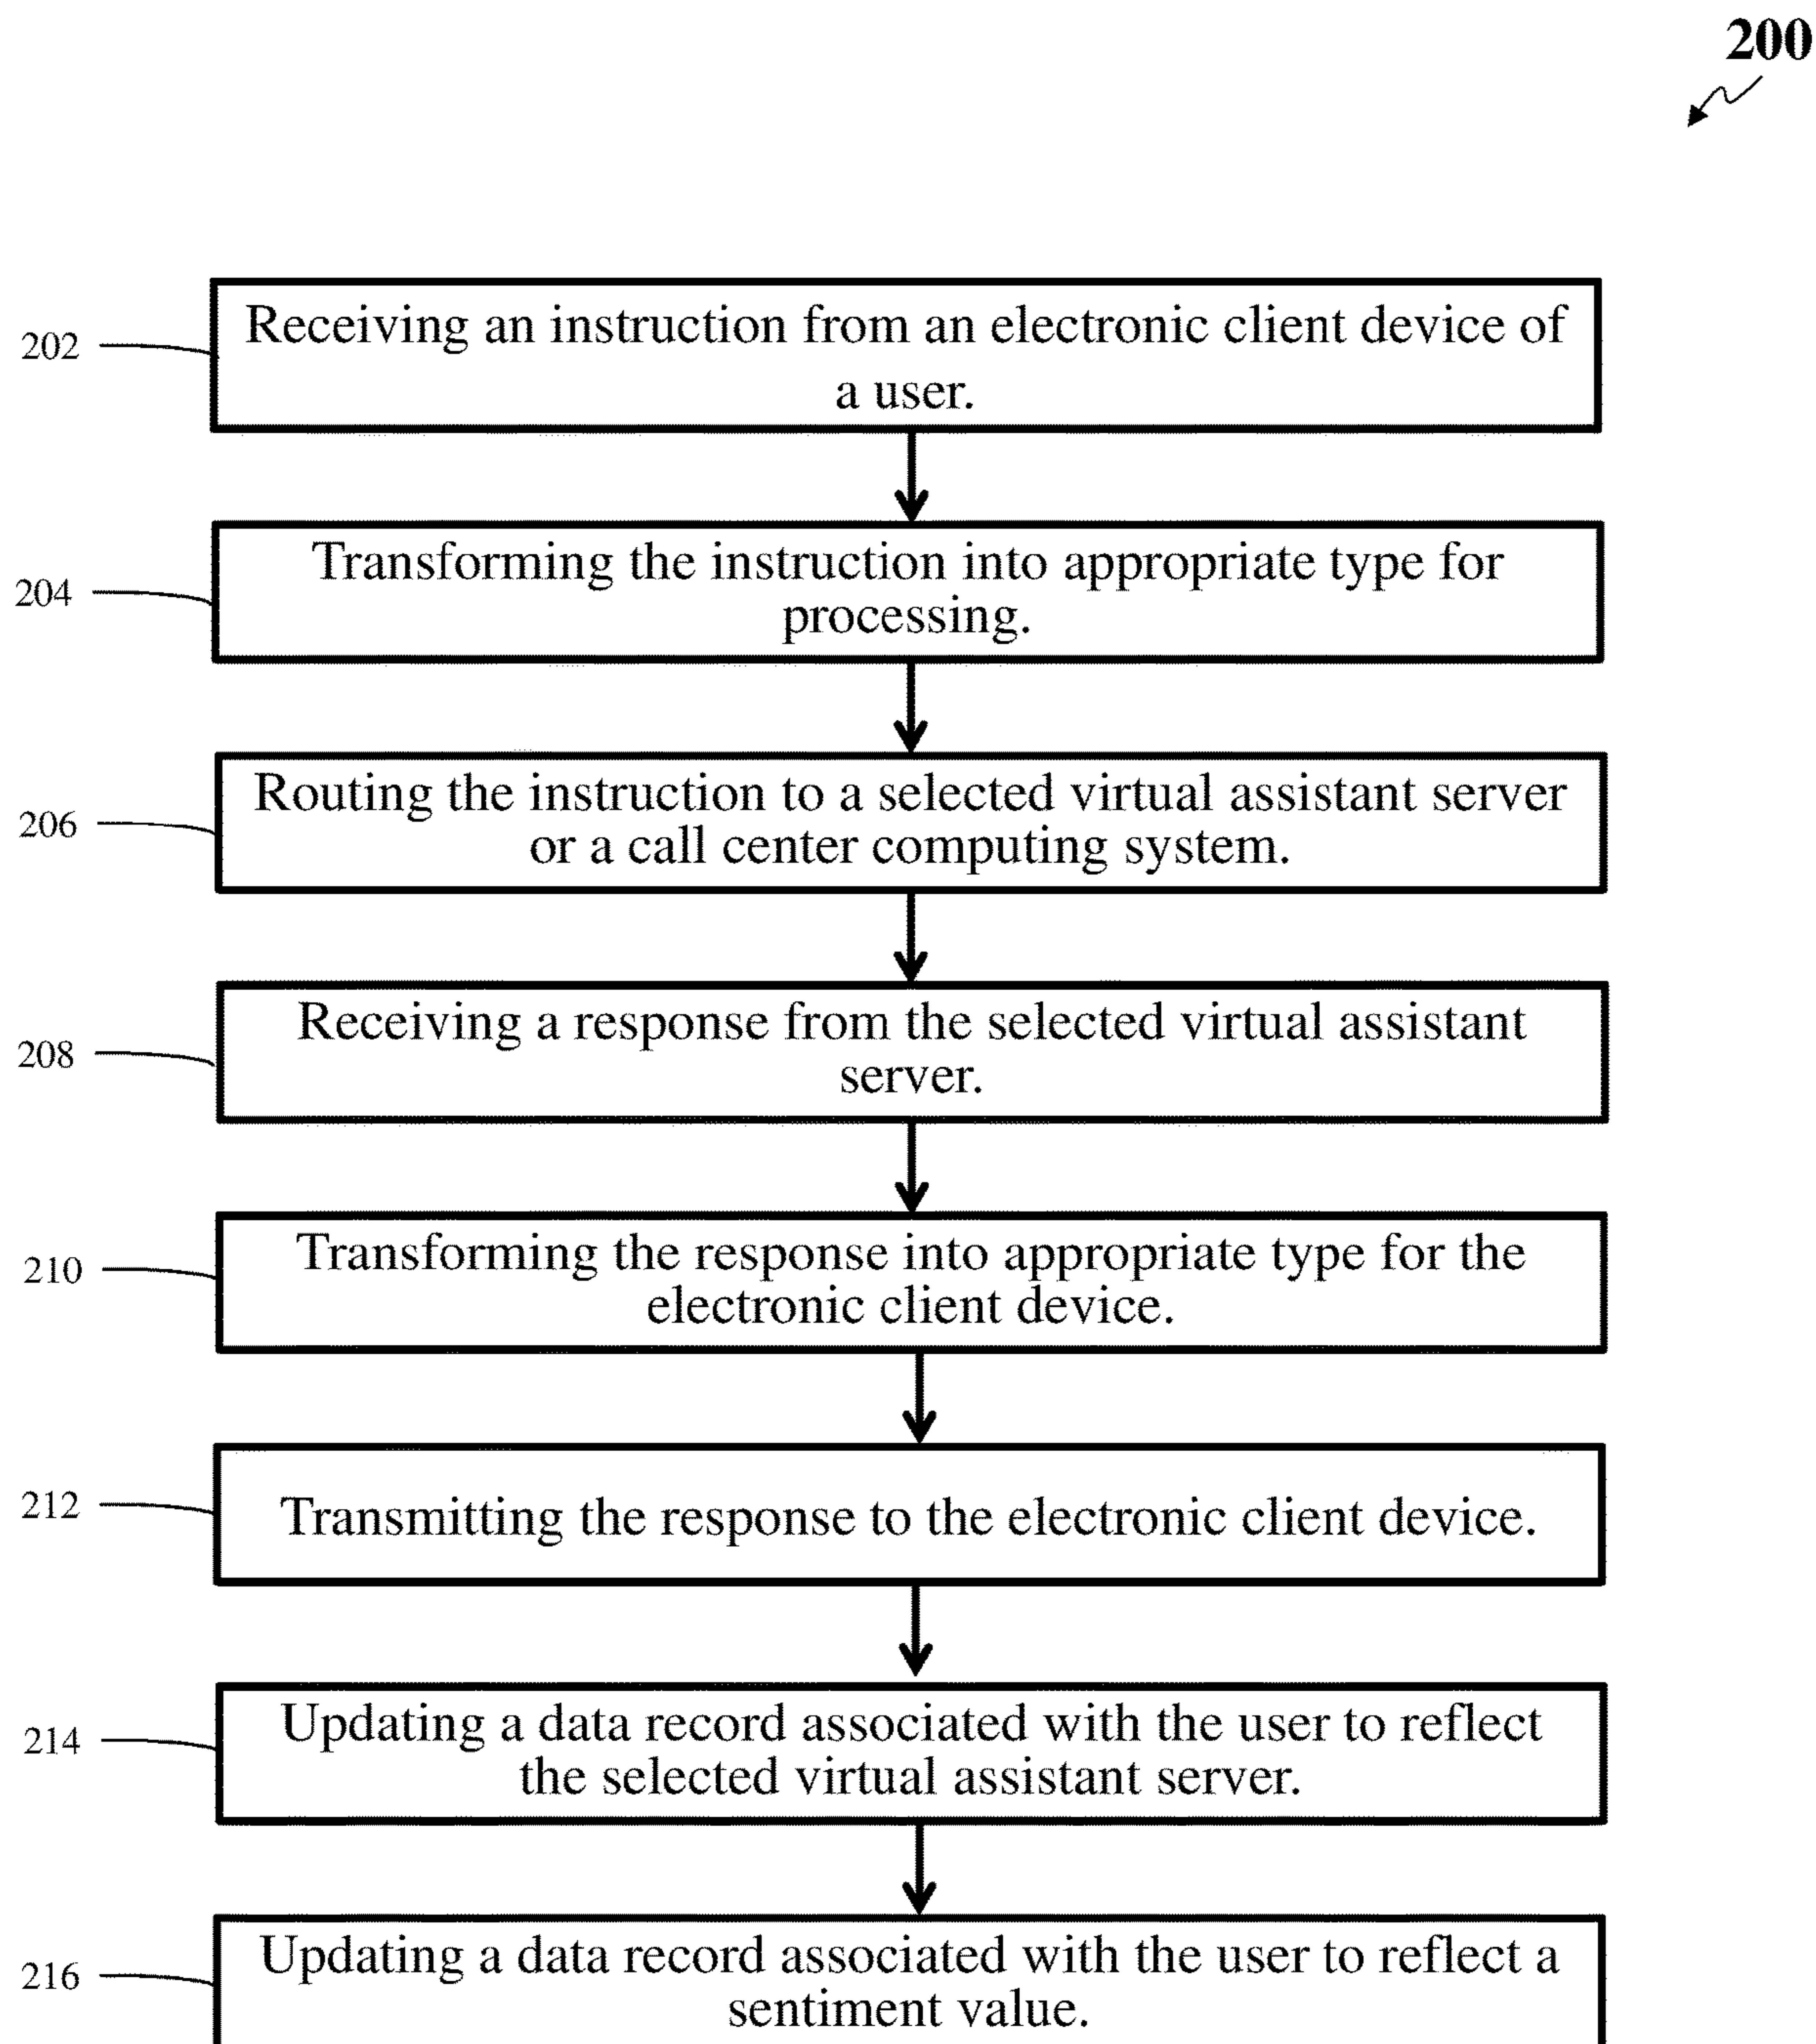 200
202
Receiving an instruction from an electronic client device of
a user.
204
Transforming the instruction into appropriate type for
processing.
206
Routing the instruction to a selected virtual assistant server
or a call center computing system.
208
Receiving a response from the selected virtual assistant
server.
210
Transforming the response into appropriate type for the
electronic client device.
212
Transmitting the response to the electronic client device.
214
Updating a data record associated with the user to reflect
the selected virtual assistant server.
216
Updating a data record associated with the user to reflect a
sentiment value.